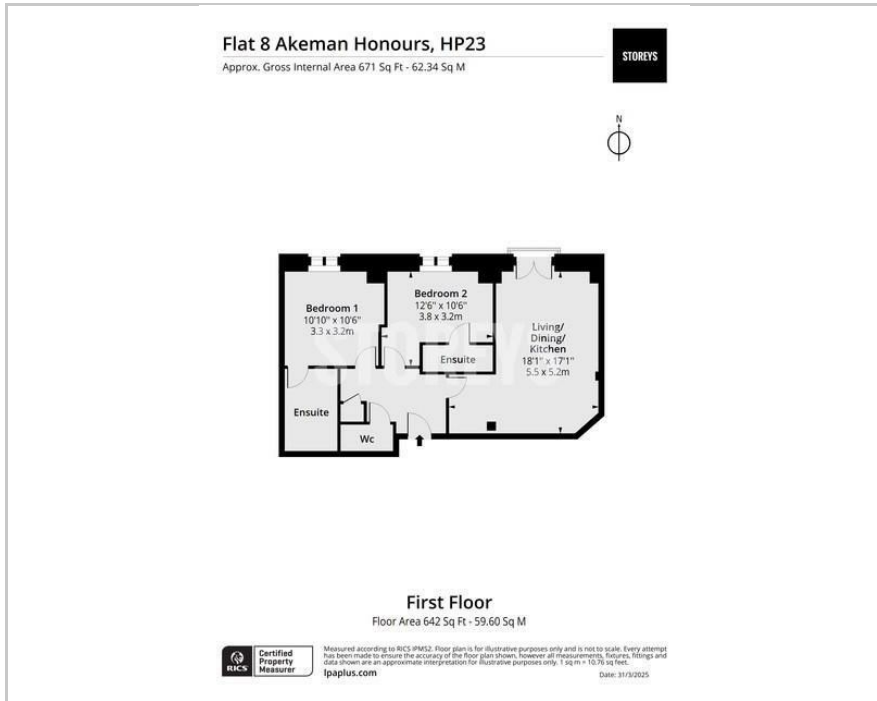 Flat 8 Akeman Honours, HP23
Approx. Gross Internal Area 671 Sq Ft - 62.34 Sq M
STOREYS
N
Bedroom 1
10'10" x 10'6"
3.3 x 3.2m
Bedroom 2
12'6" x 10'6"
3.8 x 3.2m
Living/
Dining/
Kitchen
18'1" x 17'1"
5.5 x 5.2m
STOREYS
Ensuite
Ensuite
Wc
First Floor
Floor Area 642 Sq Ft - 59.60 Sq M
RICS
Certified
Property
Measurer
Measured according to RICS IPMS2. Floor plan is for illustrative purposes only and is not to scale. Every attempt
has been made to ensure the accuracy of the floor plan shown, however all measurements, fixtures, fittings and
data shown are an approximate interpretation for illustrative purposes only. 1 sq m = 10.76 sq feet.
lpaplus.com
Date: 31/3/2025